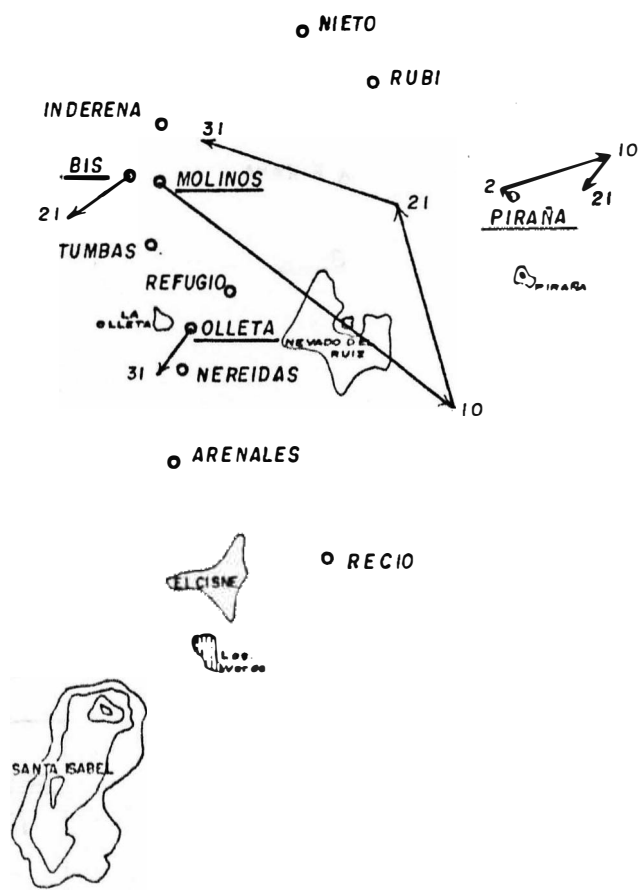 NIETO
RUBI
INDERENA
31
10
BIS
MOLINOS
2
21
21
21
PIRAÑA
TUMBAS
REFUGIO
PIRAÑA
LA
OLLETA
OLLETA
NEVADO DEL
RUIZ
31
NEREIDAS
10
ARENALES
RECIO
EL CISNE
Los
SANTA ISABEL